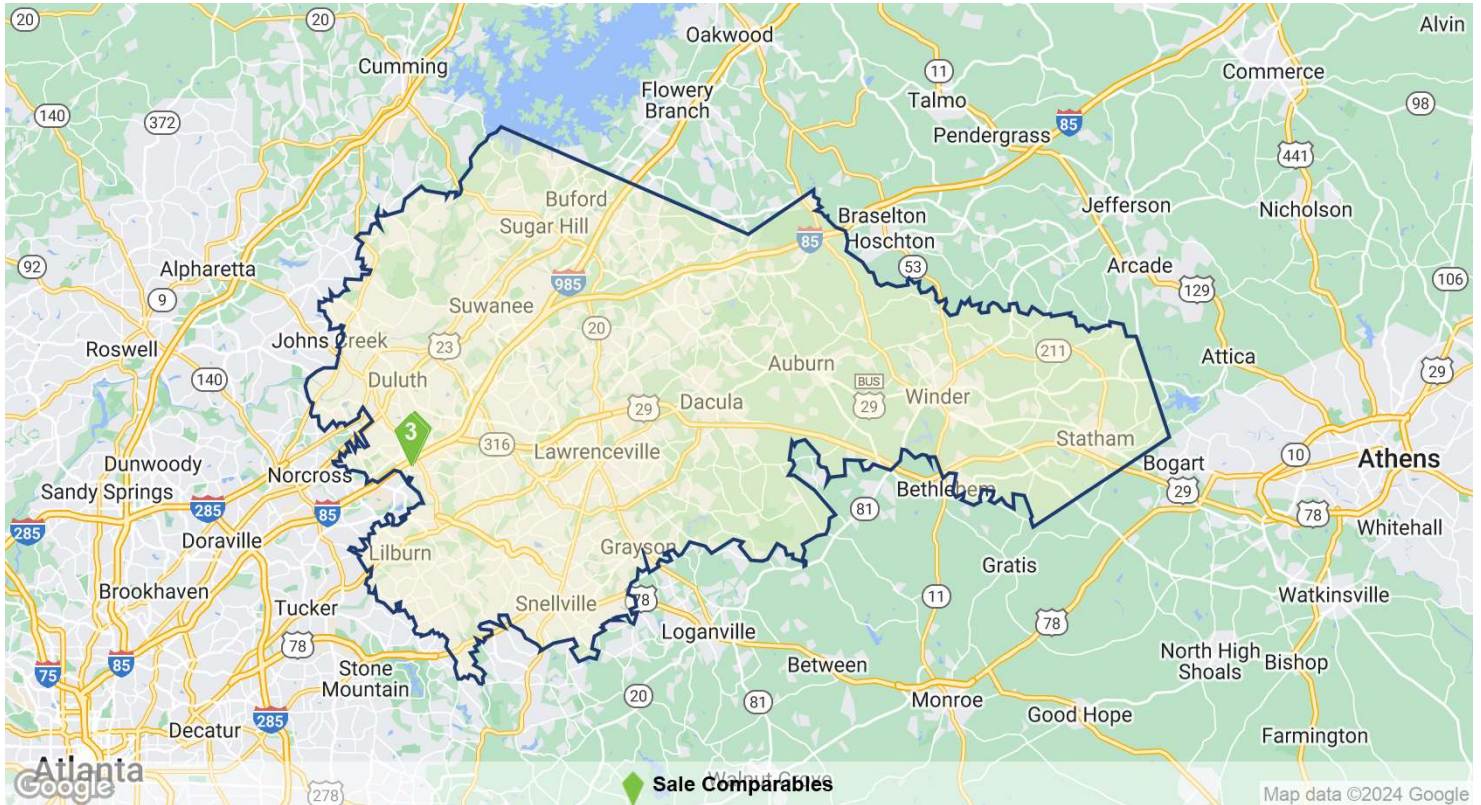 20
20
Oakwood
Alvin
Cumming
11
Commerce
Flowery
Branch
Talmo
98
140
372
Pendergrass
85
441
Buford
Sugar Hill
Braselton
Hoschton
Jefferson
Nicholson
85
53
92
Alpharetta
9
985
Arcade
129
106
Suwanee
20
Johns Creek
23
Roswell
140
Duluth
Auburn
211
Attica
29
BUS
29
Winder
29
Dacula
3
316
Lawrenceville
Statham
Dunwoody
Norcross
Bogart
10
Athens
Sandy Springs
285
85
Bethlehem
29
78
285
Doraville
81
Whitehall
Lilburn
Grayson
Gratis
Brookhaven
Tucker
Snellville
78
11
Watkinsville
78
Loganville
78
85
75
Stone
Mountain
Between
North High
Shoals
Bishop
20
81
Monroe
Decatur
285
Good Hope
Farmington
Atlanta
Google
278
Walnut Grove
Sale Comparables
Map data ©2024 Google